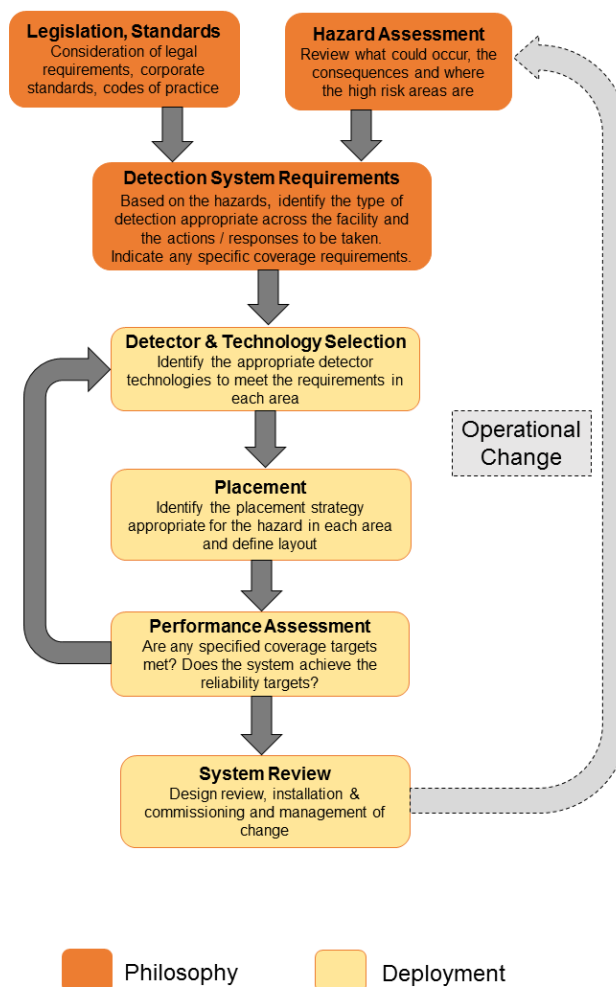 Legislation, Standards
Consideration of legal
requirements, corporate
standards, codes of practice
Hazard Assessment
Review what could occur, the
consequences and where
the high risk areas are
Detection System Requirements
Based on the hazards, identify the type of
detection appropriate across the facility and
the actions / responses to be taken.
Indicate any specific coverage requirements.
Detector & Technology Selection
Identify the appropriate detector
technologies to meet the requirements in
each area
Operational
Change
Placement
Identify the placement strategy
appropriate for the hazard in each area
and define layout
Performance Assessment
Are any specified coverage targets
met? Does the system achieve the
reliability targets?
System Review
Design review, installation &
commissioning and management of
change
Philosophy
Deployment